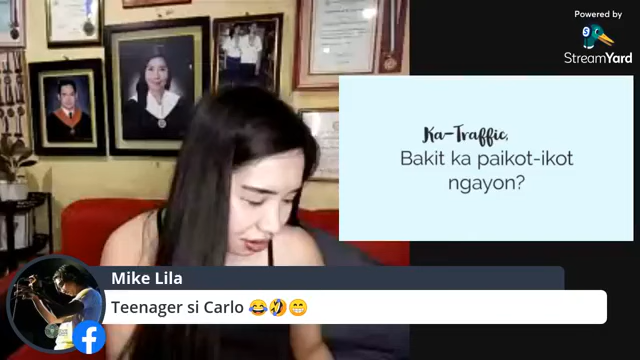 Powered by
StreamYard
Ka-Traffic,
Bakit ka paikot-ikot
ngayon?
Mike Lila
Teenager si Carlo 😂🤣😁